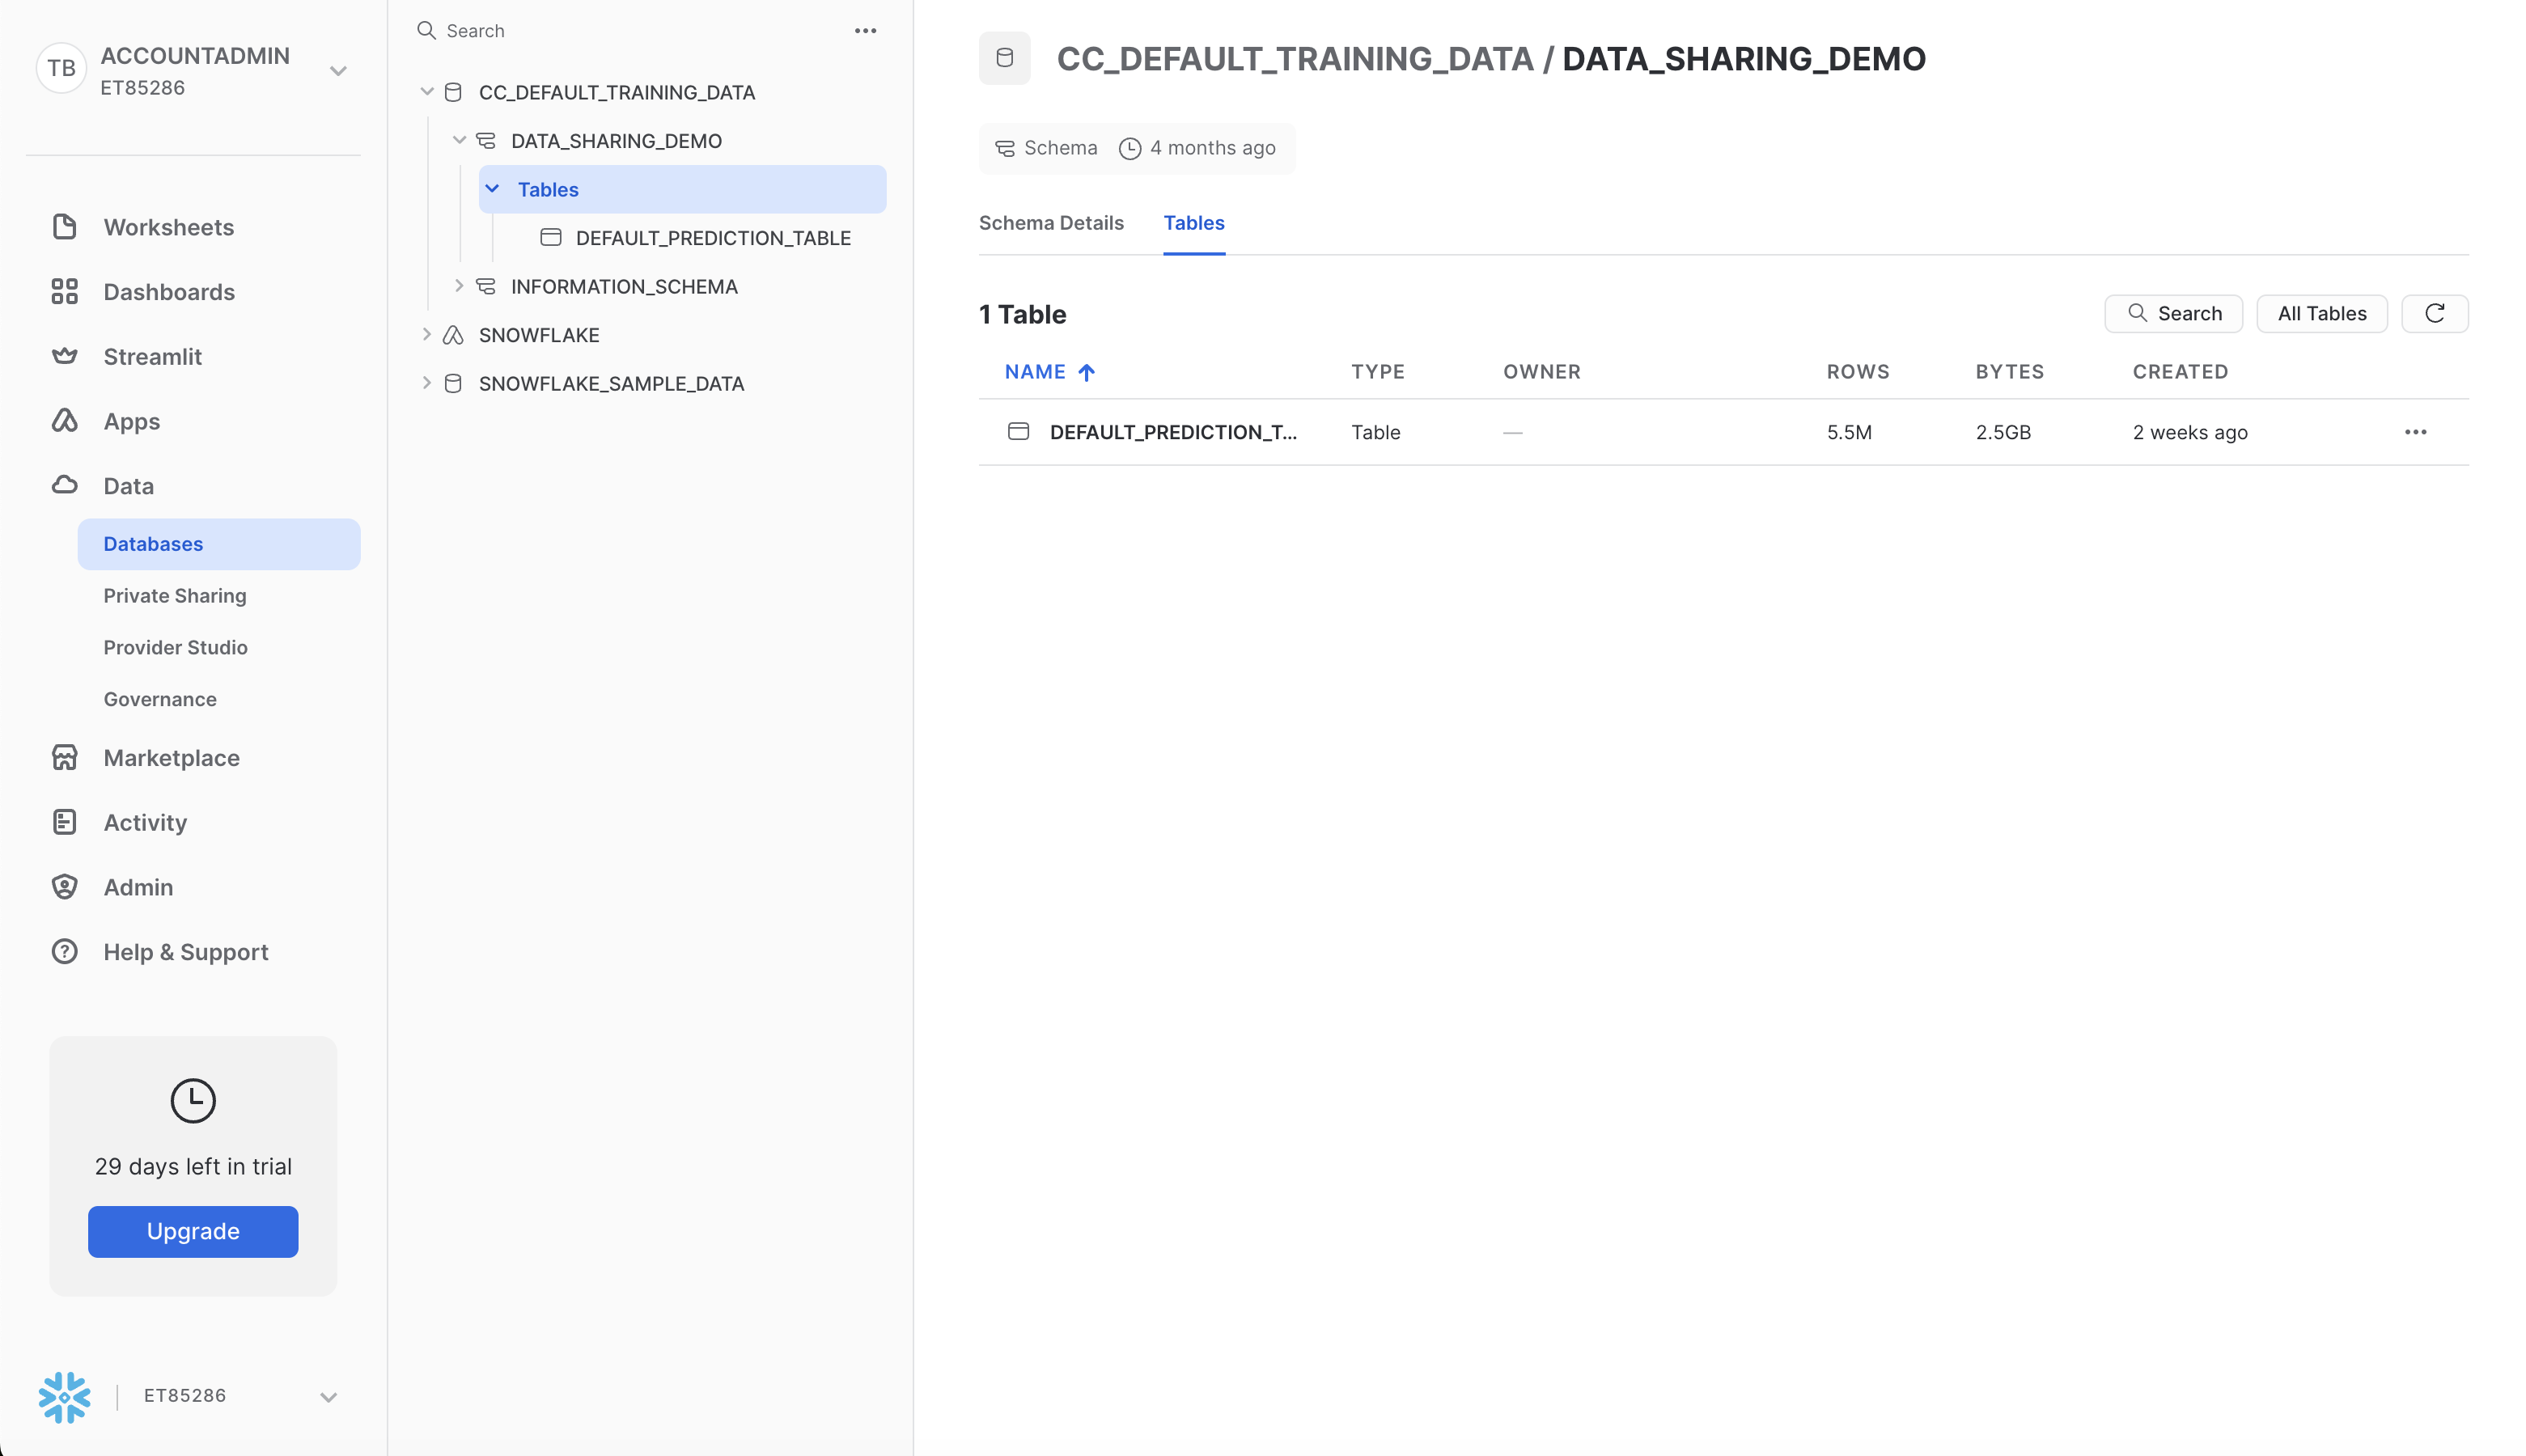 TB
ACCOUNTADMIN
ET85286
Worksheets
Dashboards
Streamlit
Apps
Data
Databases
Private Sharing
Provider Studio
Governance
Marketplace
Activity
Admin
Help & Support
29 days left in trial
Upgrade
ET85286
Search
CC_DEFAULT_TRAINING_DATA
DATA_SHARING_DEMO
Tables
DEFAULT_PREDICTION_TABLE
INFORMATION_SCHEMA
SNOWFLAKE
SNOWFLAKE_SAMPLE_DATA
CC_DEFAULT_TRAINING_DATA / DATA_SHARING_DEMO
Schema 4 months ago
Schema Details Tables
1 Table Search All Tables
NAME TYPE OWNER ROWS BYTES CREATED
DEFAULT_PREDICTION_T... Table — 5.5M 2.5GB 2 weeks ago